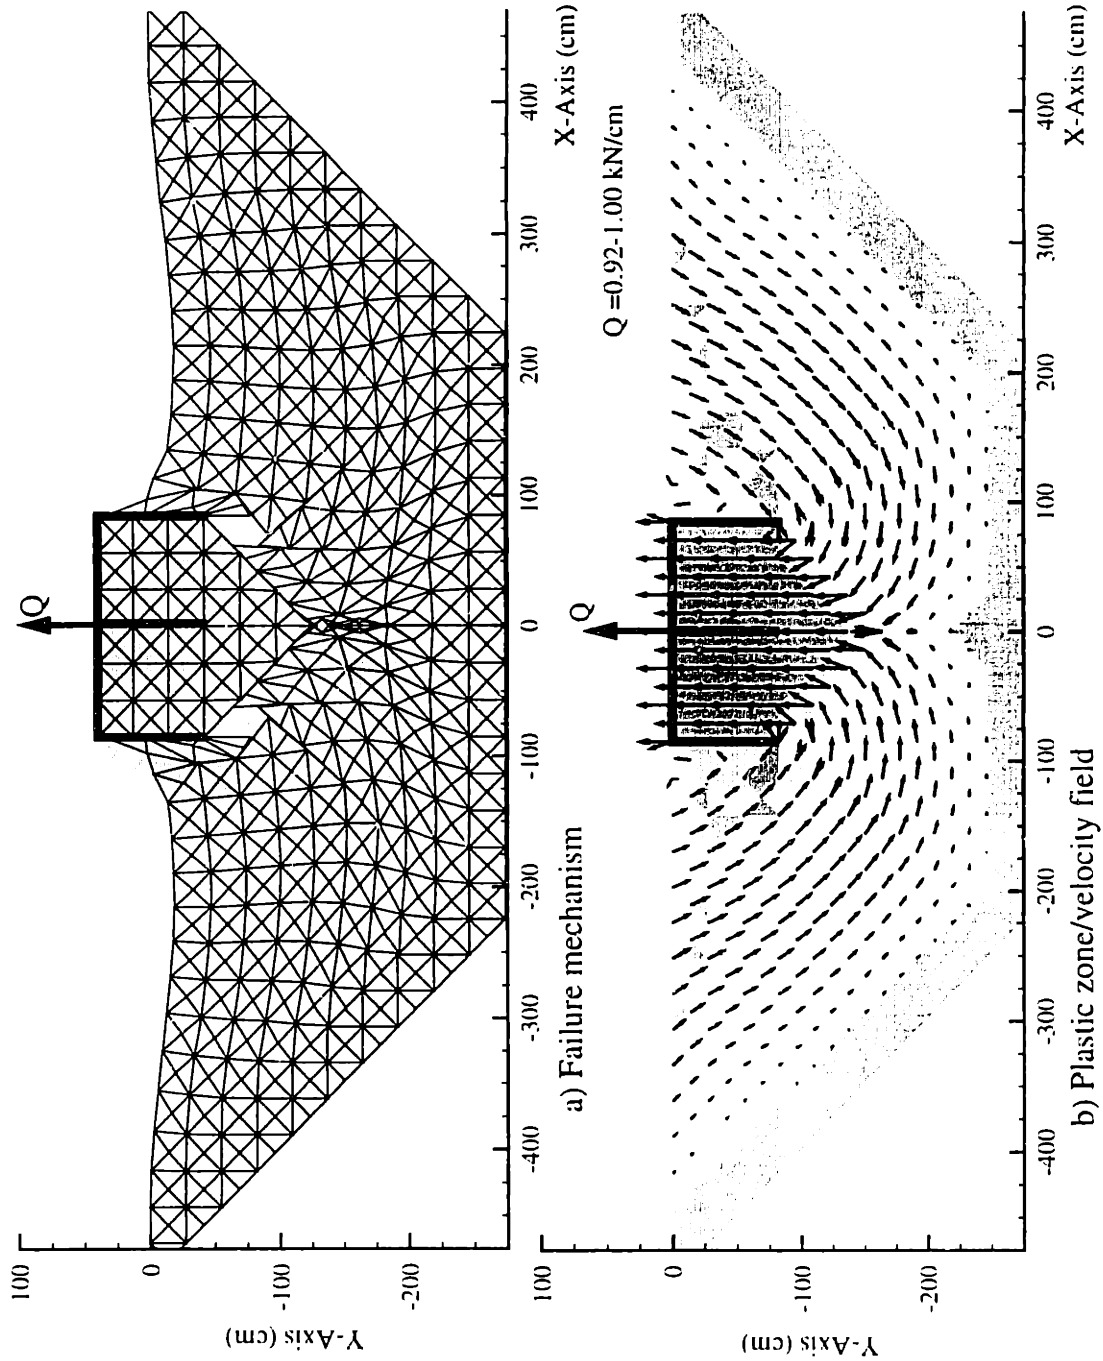 Q
100
0
-100
-200
Y-Axis (cm)
-400
-300
-200
-100
0
100
200
300
400
X-Axis (cm)
a) Failure mechanism
Q =0.92-1.00 kN/cm
Q
100
0
-100
-200
Y-Axis (cm)
-400
-300
-200
-100
0
100
200
300
400
X-Axis (cm)
b) Plastic zone/velocity field